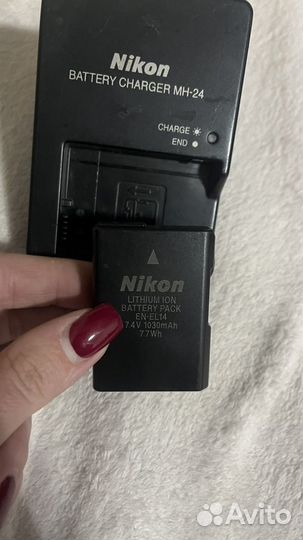 Nikon
BATTERY CHARGER MH-24
CHARGE
END
Nikon
LITHIUM ION
BATTERY PACK
EN-EL14
7.4V 1030mAh
7.7Wh
Avito